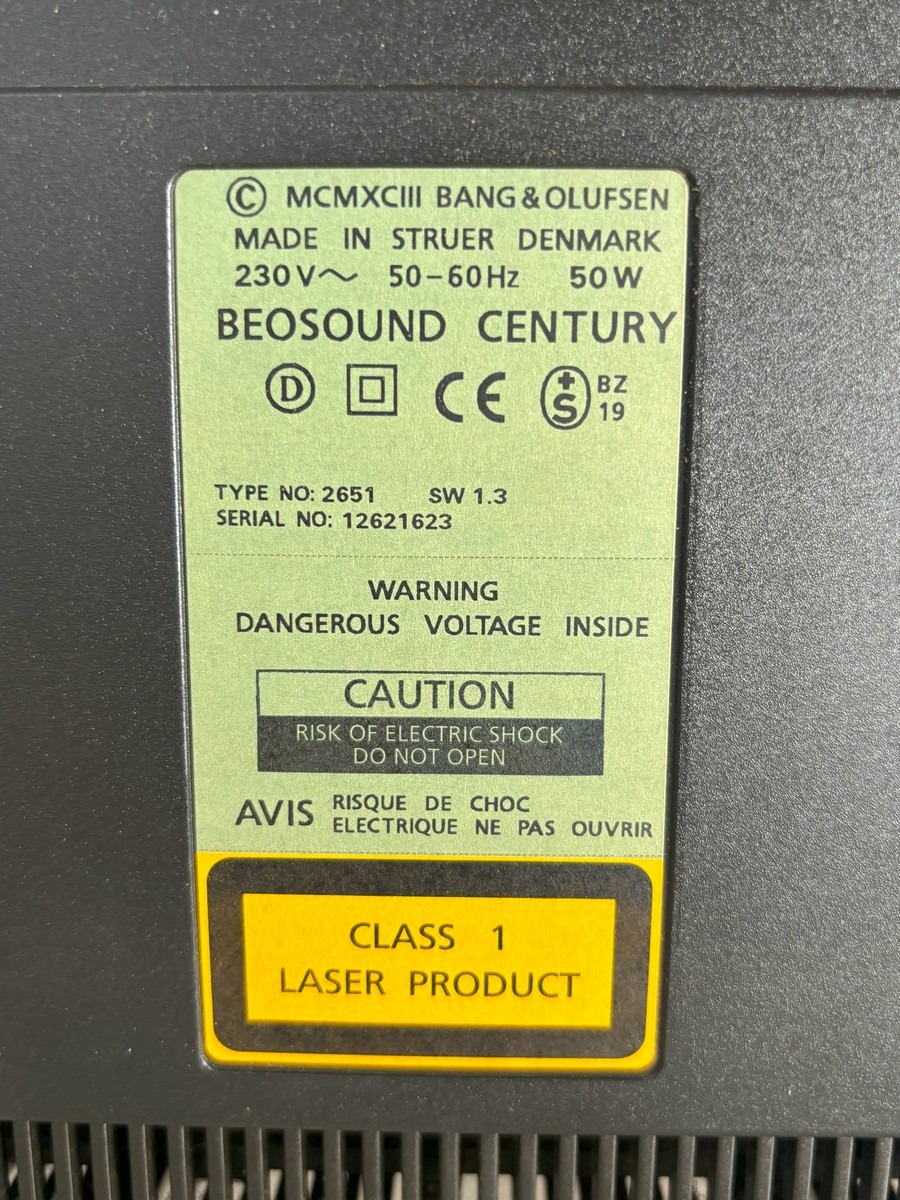 © MCMXCIII BANG & OLUFSEN
MADE IN STRUER DENMARK
230V~ 50-60Hz 50W
BEOSOUND CENTURY
D CE +S BZ 19
TYPE NO: 2651 SW 1.3
SERIAL NO: 12621623
WARNING
DANGEROUS VOLTAGE INSIDE
CAUTION
RISK OF ELECTRIC SHOCK
DO NOT OPEN
AVIS RISQUE DE CHOC
ELECTRIQUE NE PAS OUVRIR
CLASS 1
LASER PRODUCT